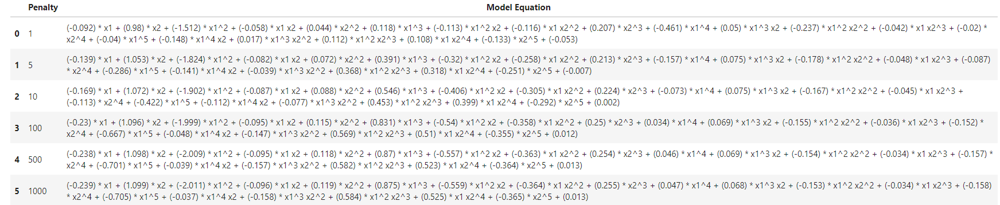 Penalty Model Equation
0 1 (-0.092) * x1 + (0.98) * x2 + (-1.512) * x1^2 + (-0.058) * x1 x2 + (0.044) * x2^2 + (0.118) * x1^3 + (-0.113) * x1^2 x2 + (-0.116) * x1 x2^2 + (0.207) * x2^3 + (-0.461) * x1^4 + (0.05) * x1^3 x2 + (-0.237) * x1^2 x2^2 + (-0.042) * x1 x2^3 + (-0.02) *
x2^4 + (-0.04) * x1^5 + (-0.148) * x1^4 x2 + (0.017) * x1^3 x2^2 + (0.112) * x1^2 x2^3 + (0.108) * x1 x2^4 + (-0.133) * x2^5 + (-0.053)
1 5 (-0.139) * x1 + (1.053) * x2 + (-1.824) * x1^2 + (-0.082) * x1 x2 + (0.072) * x2^2 + (0.391) * x1^3 + (-0.32) * x1^2 x2 + (-0.258) * x1 x2^2 + (0.213) * x2^3 + (-0.157) * x1^4 + (0.075) * x1^3 x2 + (-0.178) * x1^2 x2^2 + (-0.048) * x1 x2^3 + (-0.087)
* x2^4 + (-0.286) * x1^5 + (-0.141) * x1^4 x2 + (-0.039) * x1^3 x2^2 + (0.368) * x1^2 x2^3 + (0.318) * x1 x2^4 + (-0.251) * x2^5 + (-0.007)
2 10 (-0.169) * x1 + (1.072) * x2 + (-1.902) * x1^2 + (-0.087) * x1 x2 + (0.088) * x2^2 + (0.546) * x1^3 + (-0.406) * x1^2 x2 + (-0.305) * x1 x2^2 + (0.224) * x2^3 + (-0.073) * x1^4 + (0.075) * x1^3 x2 + (-0.167) * x1^2 x2^2 + (-0.045) * x1 x2^3 +
(-0.113) * x2^4 + (-0.422) * x1^5 + (-0.112) * x1^4 x2 + (-0.077) * x1^3 x2^2 + (0.453) * x1^2 x2^3 + (0.399) * x1 x2^4 + (-0.292) * x2^5 + (0.002)
3 100 (-0.23) * x1 + (1.096) * x2 + (-1.999) * x1^2 + (-0.095) * x1 x2 + (0.115) * x2^2 + (0.831) * x1^3 + (-0.54) * x1^2 x2 + (-0.358) * x1 x2^2 + (0.25) * x2^3 + (0.034) * x1^4 + (0.069) * x1^3 x2 + (-0.155) * x1^2 x2^2 + (-0.036) * x1 x2^3 + (-0.152) *
x2^4 + (-0.667) * x1^5 + (-0.048) * x1^4 x2 + (-0.147) * x1^3 x2^2 + (0.569) * x1^2 x2^3 + (0.51) * x1 x2^4 + (-0.355) * x2^5 + (0.012)
4 500 (-0.238) * x1 + (1.098) * x2 + (-2.009) * x1^2 + (-0.095) * x1 x2 + (0.118) * x2^2 + (0.87) * x1^3 + (-0.557) * x1^2 x2 + (-0.363) * x1 x2^2 + (0.254) * x2^3 + (0.046) * x1^4 + (0.069) * x1^3 x2 + (-0.154) * x1^2 x2^2 + (-0.034) * x1 x2^3 + (-0.157) *
x2^4 + (-0.701) * x1^5 + (-0.039) * x1^4 x2 + (-0.157) * x1^3 x2^2 + (0.582) * x1^2 x2^3 + (0.523) * x1 x2^4 + (-0.364) * x2^5 + (0.013)
5 1000 (-0.239) * x1 + (1.099) * x2 + (-2.011) * x1^2 + (-0.096) * x1 x2 + (0.119) * x2^2 + (0.875) * x1^3 + (-0.559) * x1^2 x2 + (-0.364) * x1 x2^2 + (0.255) * x2^3 + (0.047) * x1^4 + (0.068) * x1^3 x2 + (-0.153) * x1^2 x2^2 + (-0.034) * x1 x2^3 + (-0.158)
* x2^4 + (-0.705) * x1^5 + (-0.037) * x1^4 x2 + (-0.158) * x1^3 x2^2 + (0.584) * x1^2 x2^3 + (0.525) * x1 x2^4 + (-0.365) * x2^5 + (0.013)